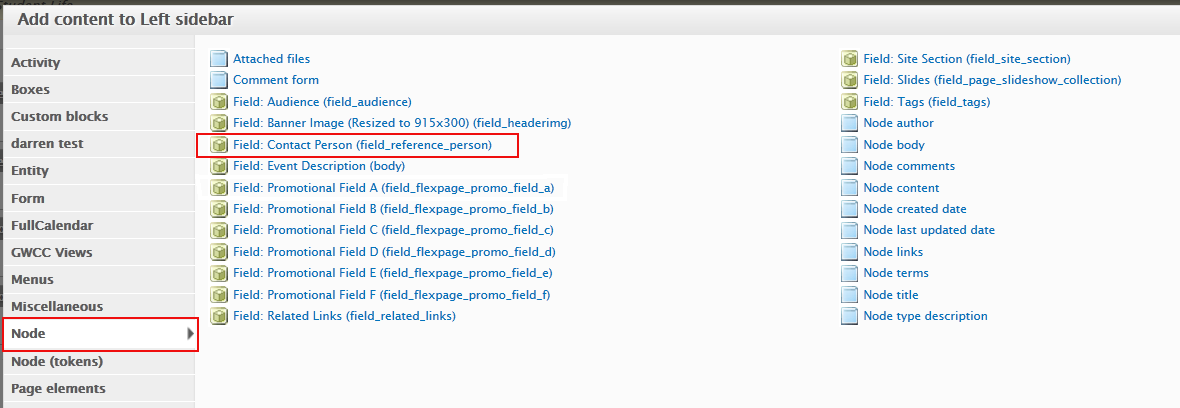 Add content to Left sidebar
Activity
Boxes
Custom blocks
darren test
Entity
Form
FullCalendar
GWCC Views
Menus
Miscellaneous
Node
Node (tokens)
Page elements
Attached files
Comment form
Field: Audience (field_audience)
Field: Banner Image (Resized to 915x300) (field_headerimg)
Field: Contact Person (field_reference_person)
Field: Event Description (body)
Field: Promotional Field A (field_flexpage_promo_field_a)
Field: Promotional Field B (field_flexpage_promo_field_b)
Field: Promotional Field C (field_flexpage_promo_field_c)
Field: Promotional Field D (field_flexpage_promo_field_d)
Field: Promotional Field E (field_flexpage_promo_field_e)
Field: Promotional Field F (field_flexpage_promo_field_f)
Field: Related Links (field_related_links)
Field: Site Section (field_site_section)
Field: Slides (field_page_slideshow_collection)
Field: Tags (field_tags)
Node author
Node body
Node comments
Node content
Node created date
Node last updated date
Node links
Node terms
Node title
Node type description